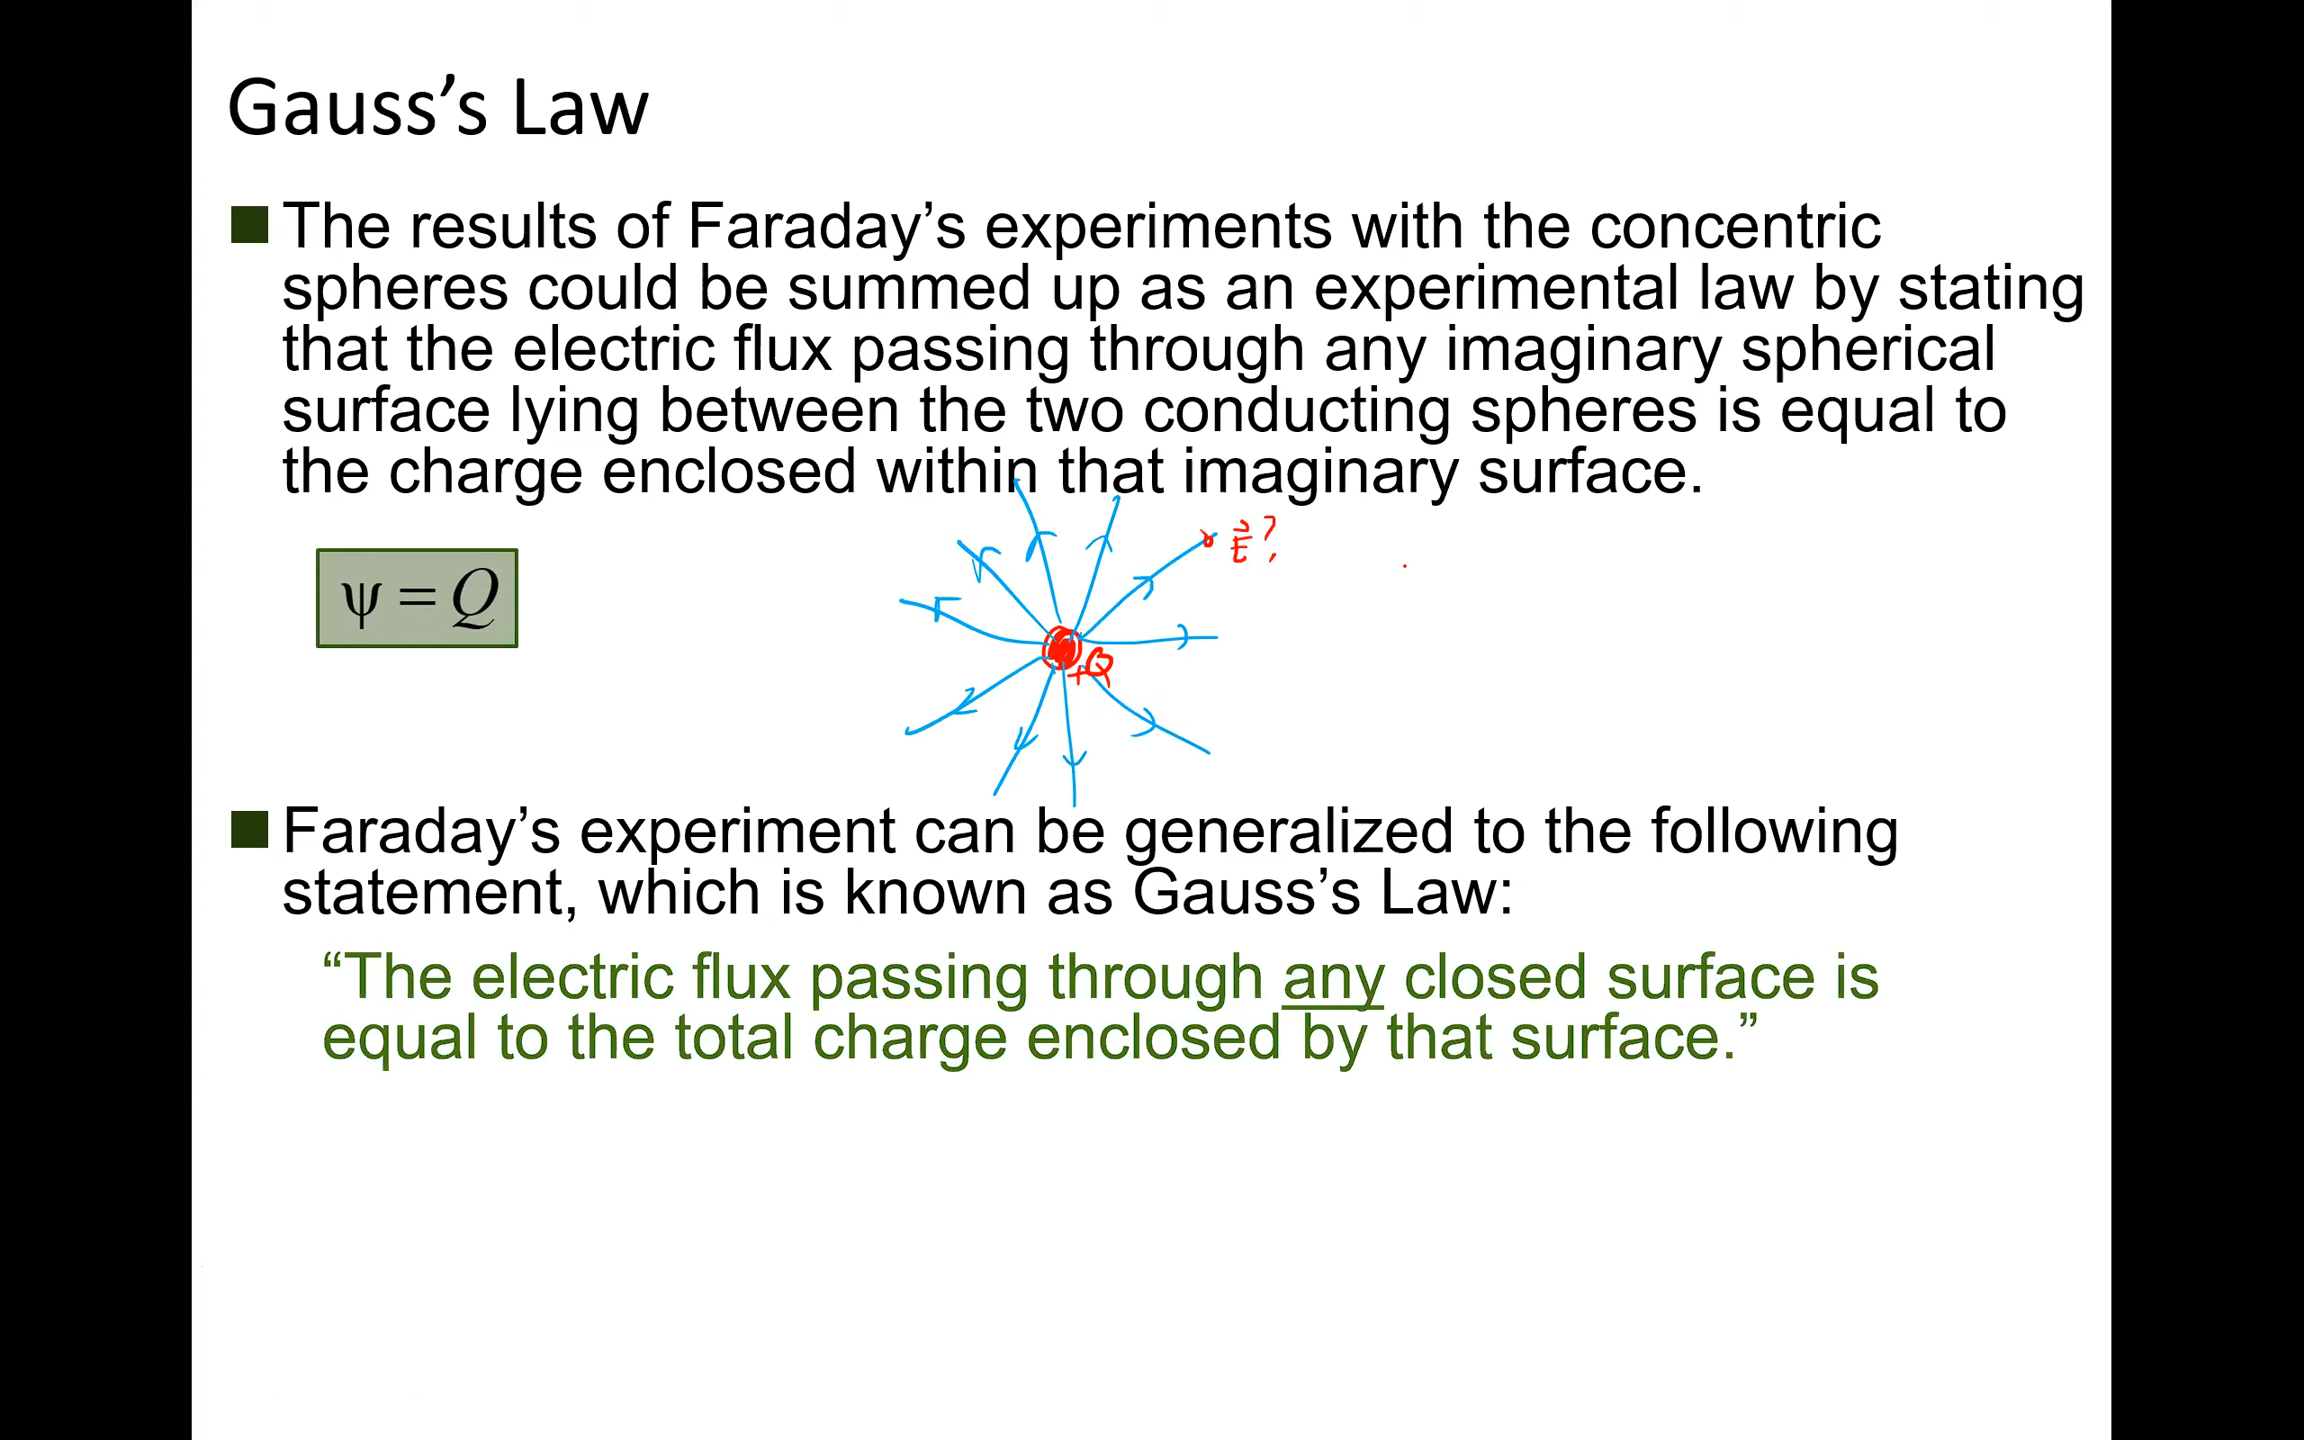 Gauss’s Law
The results of Faraday’s experiments with the concentric
spheres could be summed up as an experimental law by stating
that the electric flux passing through any imaginary spherical
surface lying between the two conducting spheres is equal to
the charge enclosed within that imaginary surface.
E⃗?
ψ = Q
+Q
Faraday’s experiment can be generalized to the following
statement, which is known as Gauss’s Law:
“The electric flux passing through any closed surface is
equal to the total charge enclosed by that surface.”